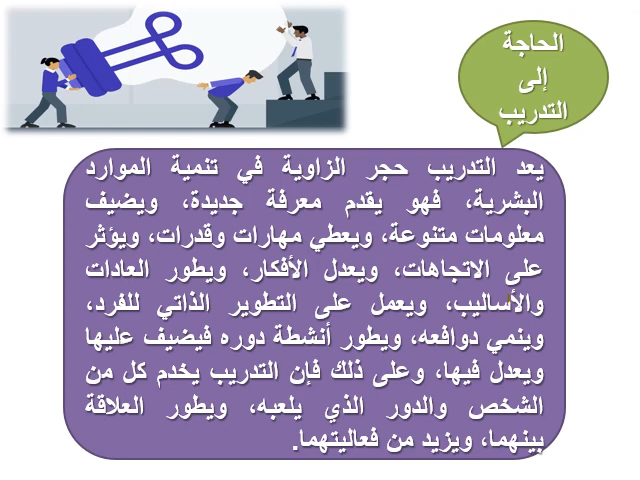 الحاجة
إلى
التدريب
يعد التدريب حجر الزاوية في تنمية الموارد
البشرية، فهو يقدم معرفة جديدة، ويضيف
معلومات متنوعة، ويعطي مهارات وقدرات، ويؤثر
على الاتجاهات، ويعدل الأفكار، ويطور العادات
والأساليب، ويعمل على التطوير الذاتي للفرد،
وينمي دوافعه، ويطور أنشطة دوره فيضيف عليها
ويعدل فيها، وعلى ذلك فإن التدريب يخدم كل من
الشخص والدور الذي يلعبه، ويطور العلاقة
بينهما، ويزيد من فعاليتهما.